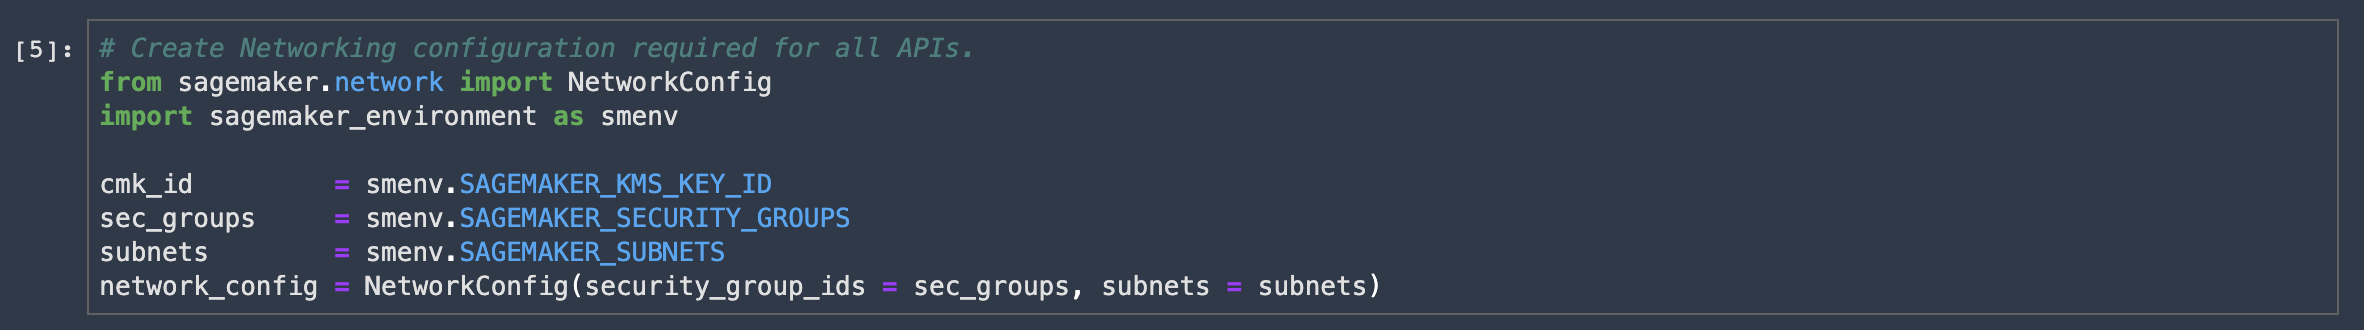 [5]: # Create Networking configuration required for all APIs.
from sagemaker.network import NetworkConfig
import sagemaker_environment as smenv

cmk_id         = smenv.SAGEMAKER_KMS_KEY_ID
sec_groups     = smenv.SAGEMAKER_SECURITY_GROUPS
subnets        = smenv.SAGEMAKER_SUBNETS
network_config = NetworkConfig(security_group_ids = sec_groups, subnets = subnets)